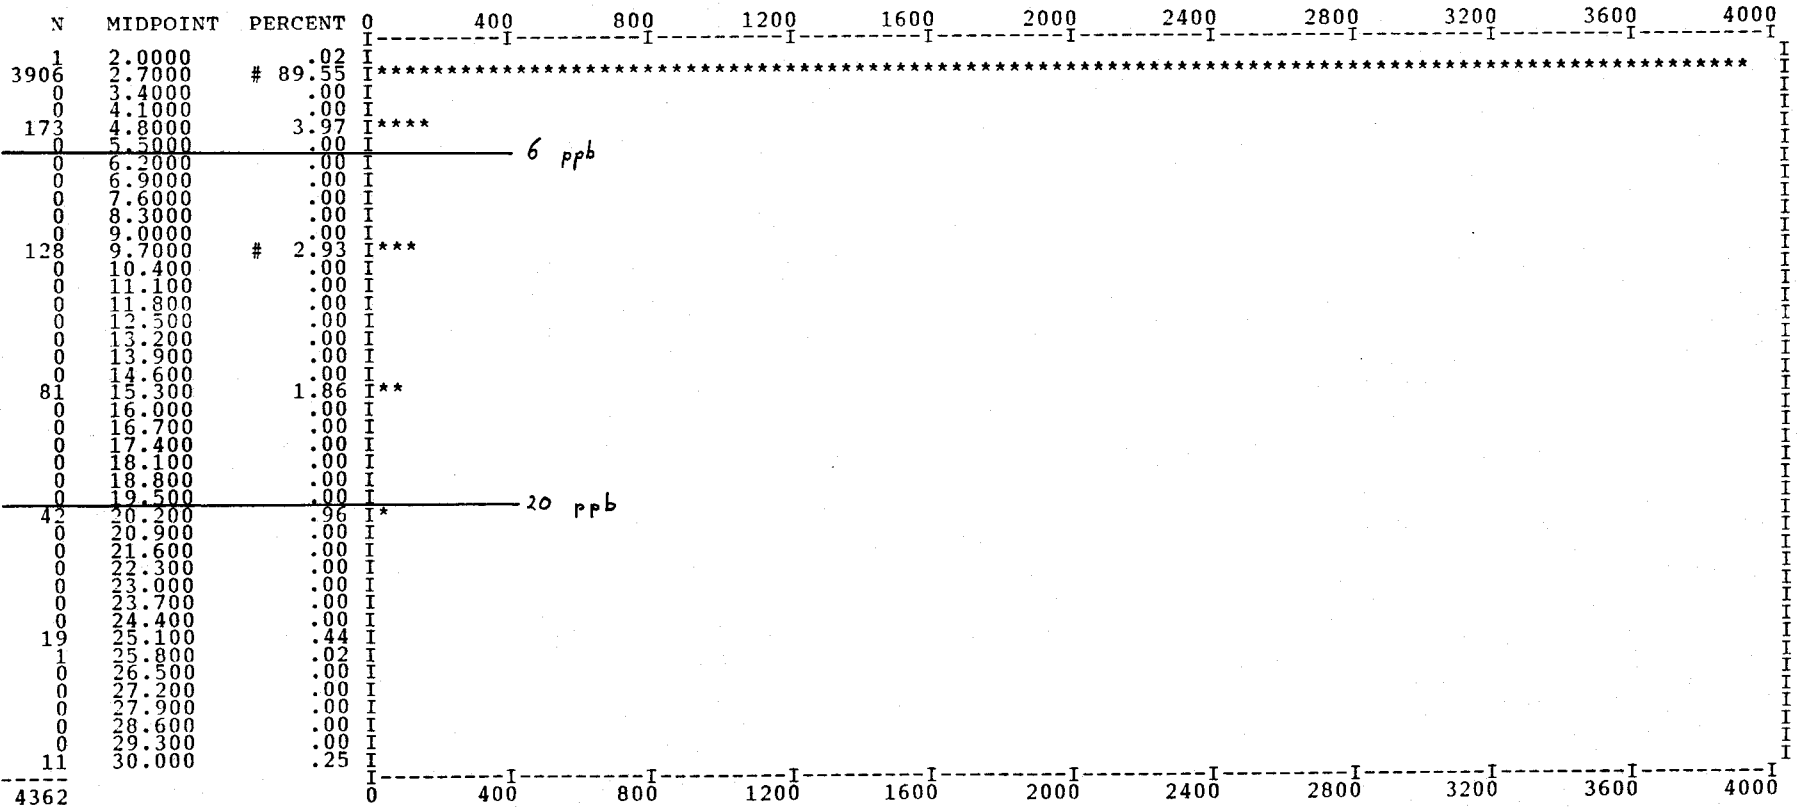 N MIDPOINT PERCENT 0 400 800 1200 1600 2000 2400 2800 3200 3600 4000
I---------I---------I---------I---------I---------I---------I---------I---------I---------I---------I
1 2.0000 .02 I I
3906 2.7000 # 89.55 I************************************************************************************************** I
0 3.4000 .00 I I
0 4.1000 .00 I I
173 4.8000 3.97 I**** I
0 5.5000 .00 I I
6 ppb
0 6.2000 .00 I I
0 6.9000 .00 I I
0 7.6000 .00 I I
0 8.3000 .00 I I
0 9.0000 .00 I I
128 9.7000 # 2.93 I*** I
0 10.400 .00 I I
0 11.100 .00 I I
0 11.800 .00 I I
0 12.500 .00 I I
0 13.200 .00 I I
0 13.900 .00 I I
0 14.600 .00 I I
81 15.300 1.86 I** I
0 16.000 .00 I I
0 16.700 .00 I I
0 17.400 .00 I I
0 18.100 .00 I I
0 18.800 .00 I I
0 19.500 .00 I I
20 ppb
42 20.200 .96 I* I
0 20.900 .00 I I
0 21.600 .00 I I
0 22.300 .00 I I
0 23.000 .00 I I
0 23.700 .00 I I
0 24.400 .00 I I
19 25.100 .44 I I
1 25.800 .02 I I
0 26.500 .00 I I
0 27.200 .00 I I
0 27.900 .00 I I
0 28.600 .00 I I
0 29.300 .00 I I
11 30.000 .25 I I
----- I---------I---------I---------I---------I---------I---------I---------I---------I---------I---------I
4362 0 400 800 1200 1600 2000 2400 2800 3200 3600 4000